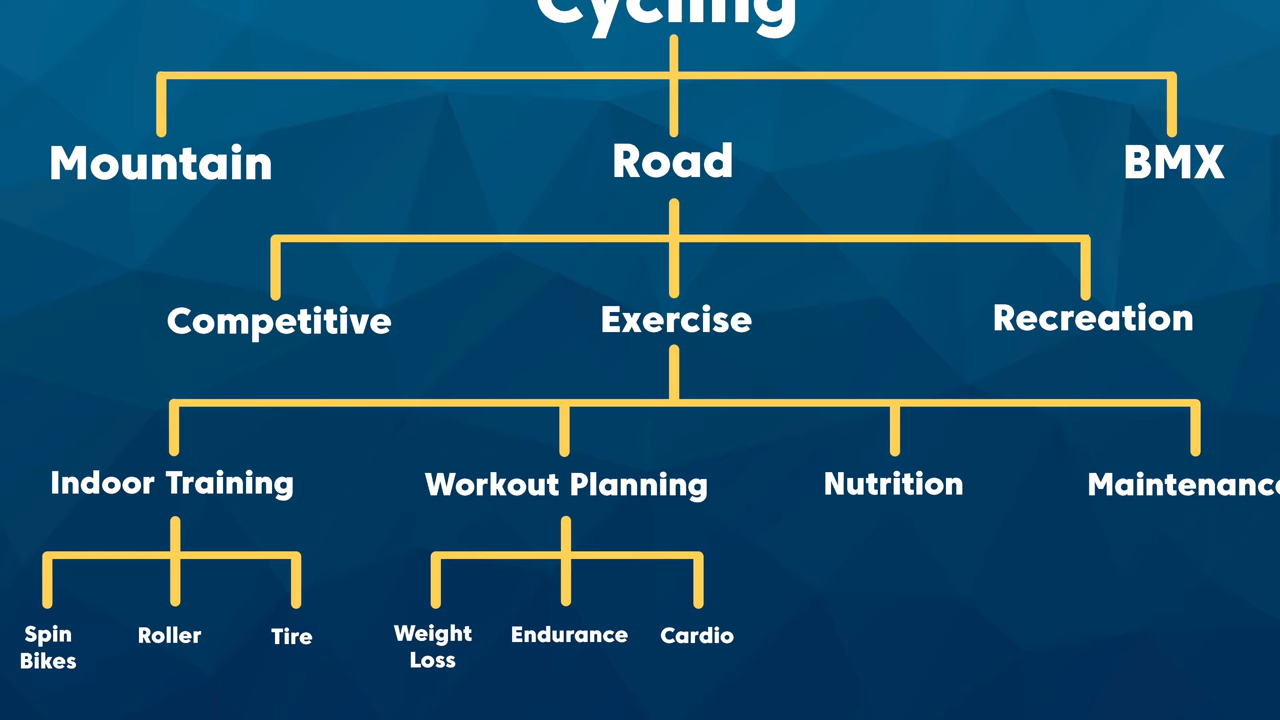 Cycling
Mountain
Road
BMX
Competitive
Exercise
Recreation
Indoor Training
Workout Planning
Nutrition
Maintenance
Spin
Bikes
Roller
Tire
Weight
Loss
Endurance
Cardio